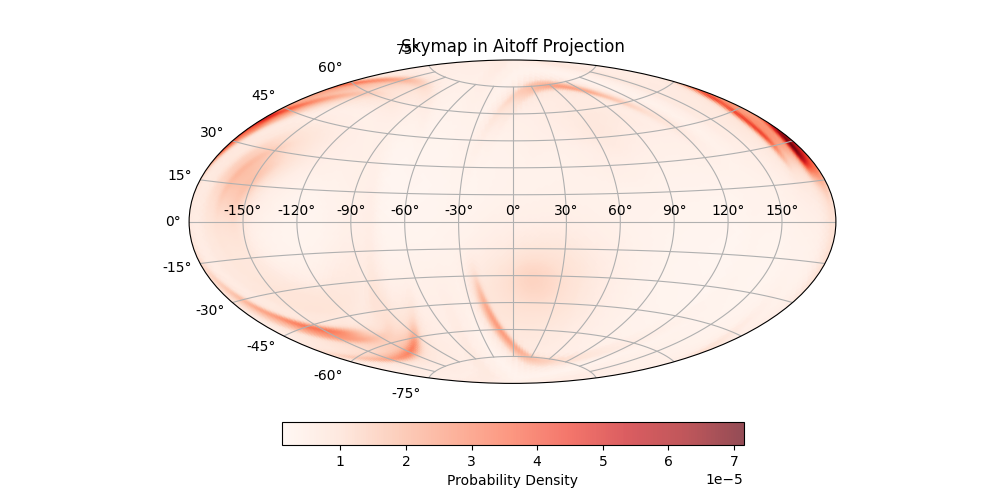 Skymap in Aitoff Projection
75°
60°
45°
30°
15°
0°
-15°
-30°
-45°
-60°
-75°
-150° -120° -90° -60° -30° 0° 30° 60° 90° 120° 150°
1 2 3 4 5 6 7
1e−5
Probability Density